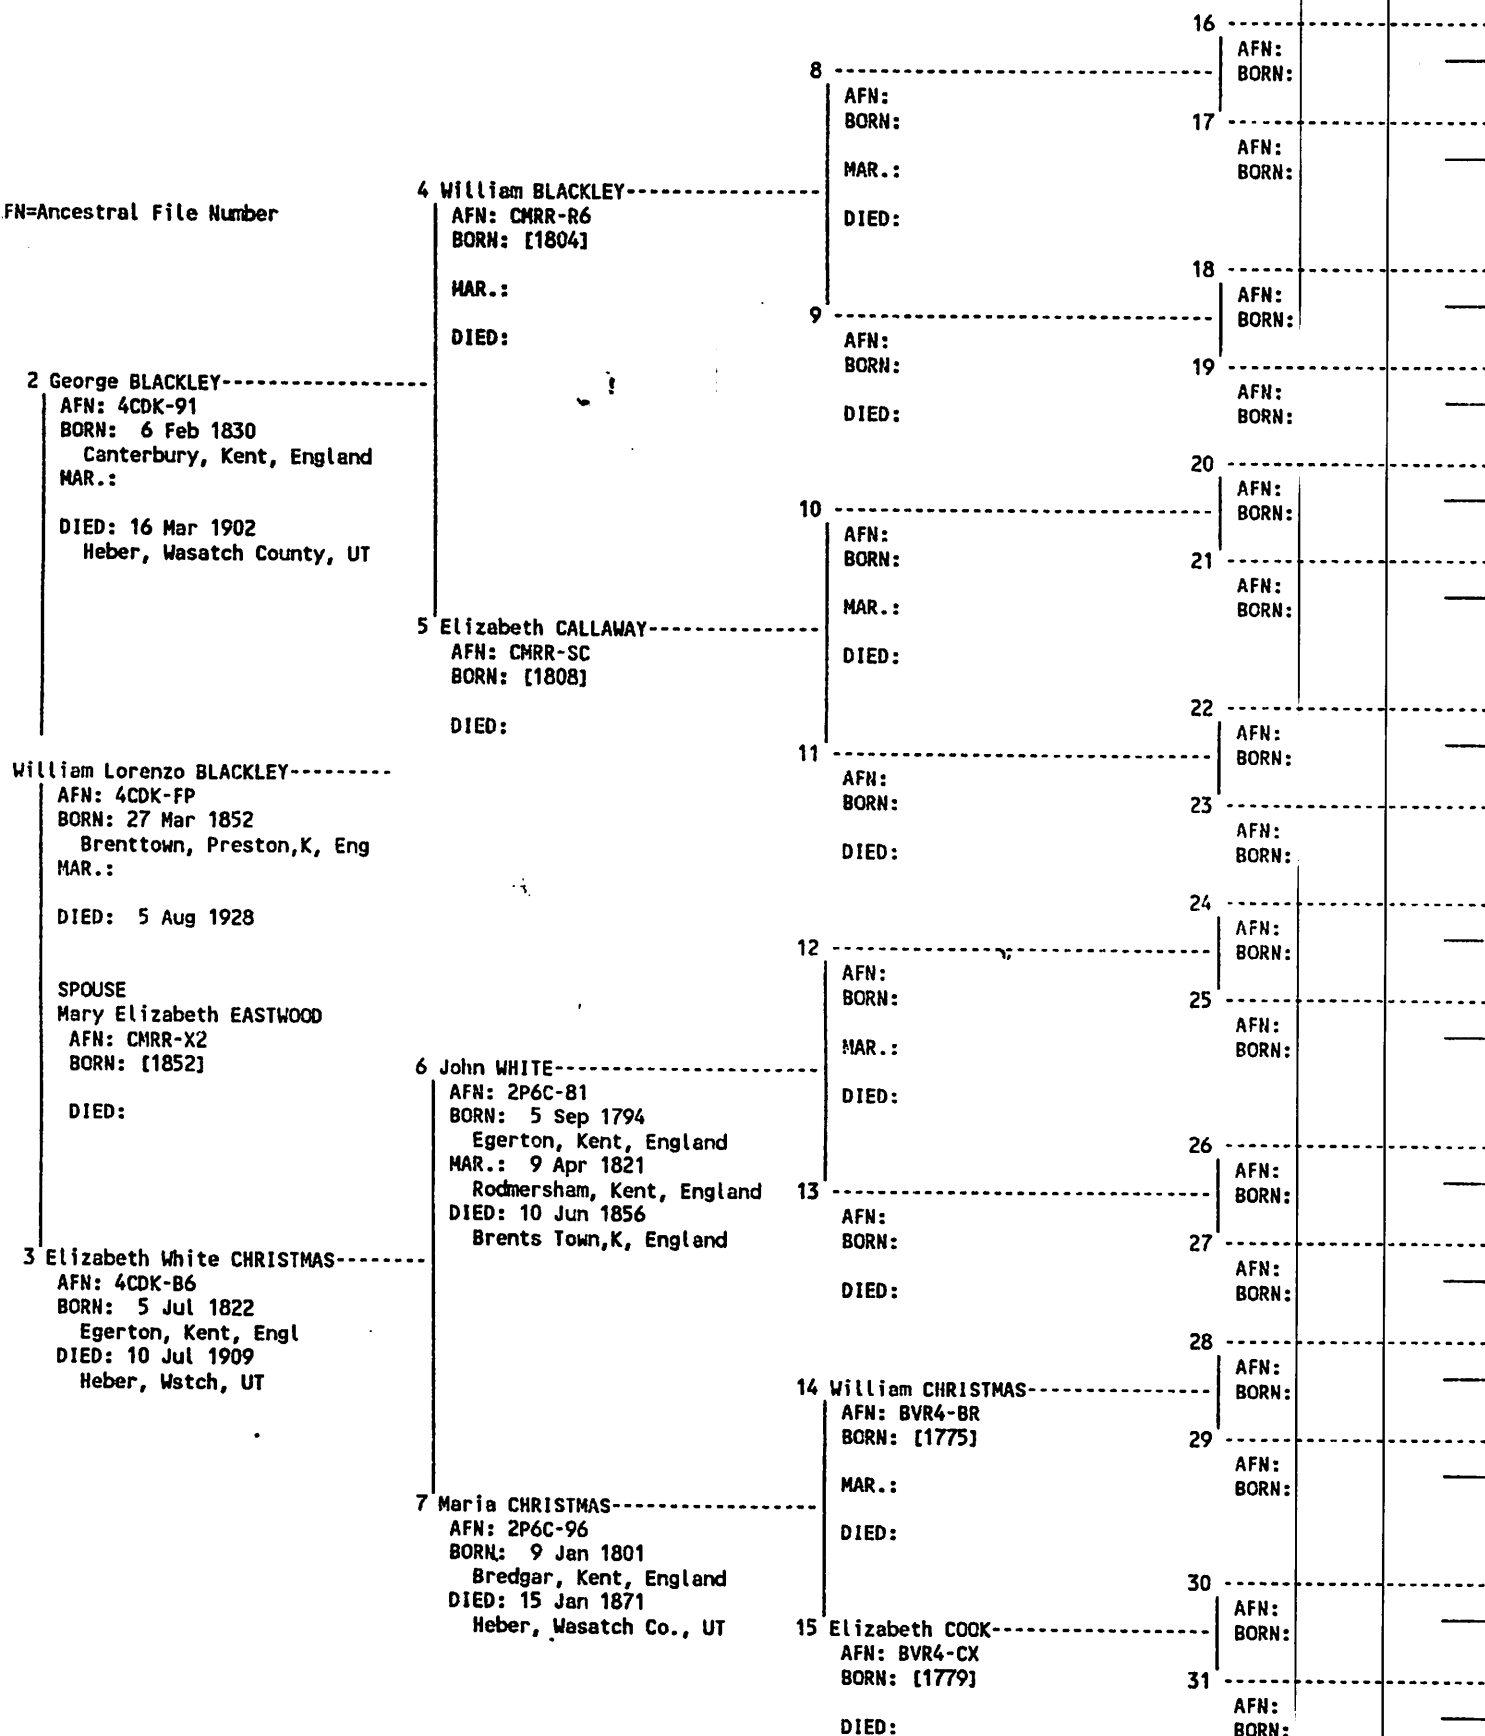 FN=Ancestral File Number
2 George BLACKLEY-----------------
AFN: 4CDK-91
BORN: 6 Feb 1830
Canterbury, Kent, England
MAR.:
DIED: 16 Mar 1902
Heber, Wasatch County, UT
William Lorenzo BLACKLEY---------
AFN: 4CDK-FP
BORN: 27 Mar 1852
Brenttown, Preston,K, Eng
MAR.:
DIED: 5 Aug 1928
SPOUSE
Mary Elizabeth EASTWOOD
AFN: CMRR-X2
BORN: [1852]
DIED:
3 Elizabeth White CHRISTMAS--------
AFN: 4CDK-B6
BORN: 5 Jul 1822
Egerton, Kent, Engl
DIED: 10 Jul 1909
Heber, Wstch, UT
4 William BLACKLEY----------------
AFN: CMRR-R6
BORN: [1804]
MAR.:
DIED:
5 Elizabeth CALLAWAY--------------
AFN: CMRR-SC
BORN: [1808]
DIED:
6 John WHITE----------------------
AFN: 2P6C-81
BORN: 5 Sep 1794
Egerton, Kent, England
MAR.: 9 Apr 1821
Rodmersham, Kent, England
DIED: 10 Jun 1856
Brents Town,K, England
7 Maria CHRISTMAS-----------------
AFN: 2P6C-96
BORN: 9 Jan 1801
Bredgar, Kent, England
DIED: 15 Jan 1871
Heber, Wasatch Co., UT
8 --------------------------------
AFN:
BORN:
MAR.:
DIED:
9 --------------------------------
AFN:
BORN:
DIED:
10 --------------------------------
AFN:
BORN:
MAR.:
DIED:
11 --------------------------------
AFN:
BORN:
DIED:
12 --------------------------------
AFN:
BORN:
MAR.:
DIED:
13 --------------------------------
AFN:
BORN:
DIED:
14 William CHRISTMAS---------------
AFN: BVR4-BR
BORN: [1775]
MAR.:
DIED:
15 Elizabeth COOK------------------
AFN: BVR4-CX
BORN: [1779]
DIED:
16 ----------------------
AFN:
BORN:
17 ----------------------
AFN:
BORN:
18 ----------------------
AFN:
BORN:
19 ----------------------
AFN:
BORN:
20 ----------------------
AFN:
BORN:
21 ----------------------
AFN:
BORN:
22 ----------------------
AFN:
BORN:
23 ----------------------
AFN:
BORN:
24 ----------------------
AFN:
BORN:
25 ----------------------
AFN:
BORN:
26 ----------------------
AFN:
BORN:
27 ----------------------
AFN:
BORN:
28 ----------------------
AFN:
BORN:
29 ----------------------
AFN:
BORN:
30 ----------------------
AFN:
BORN:
31 ----------------------
AFN:
BORN: